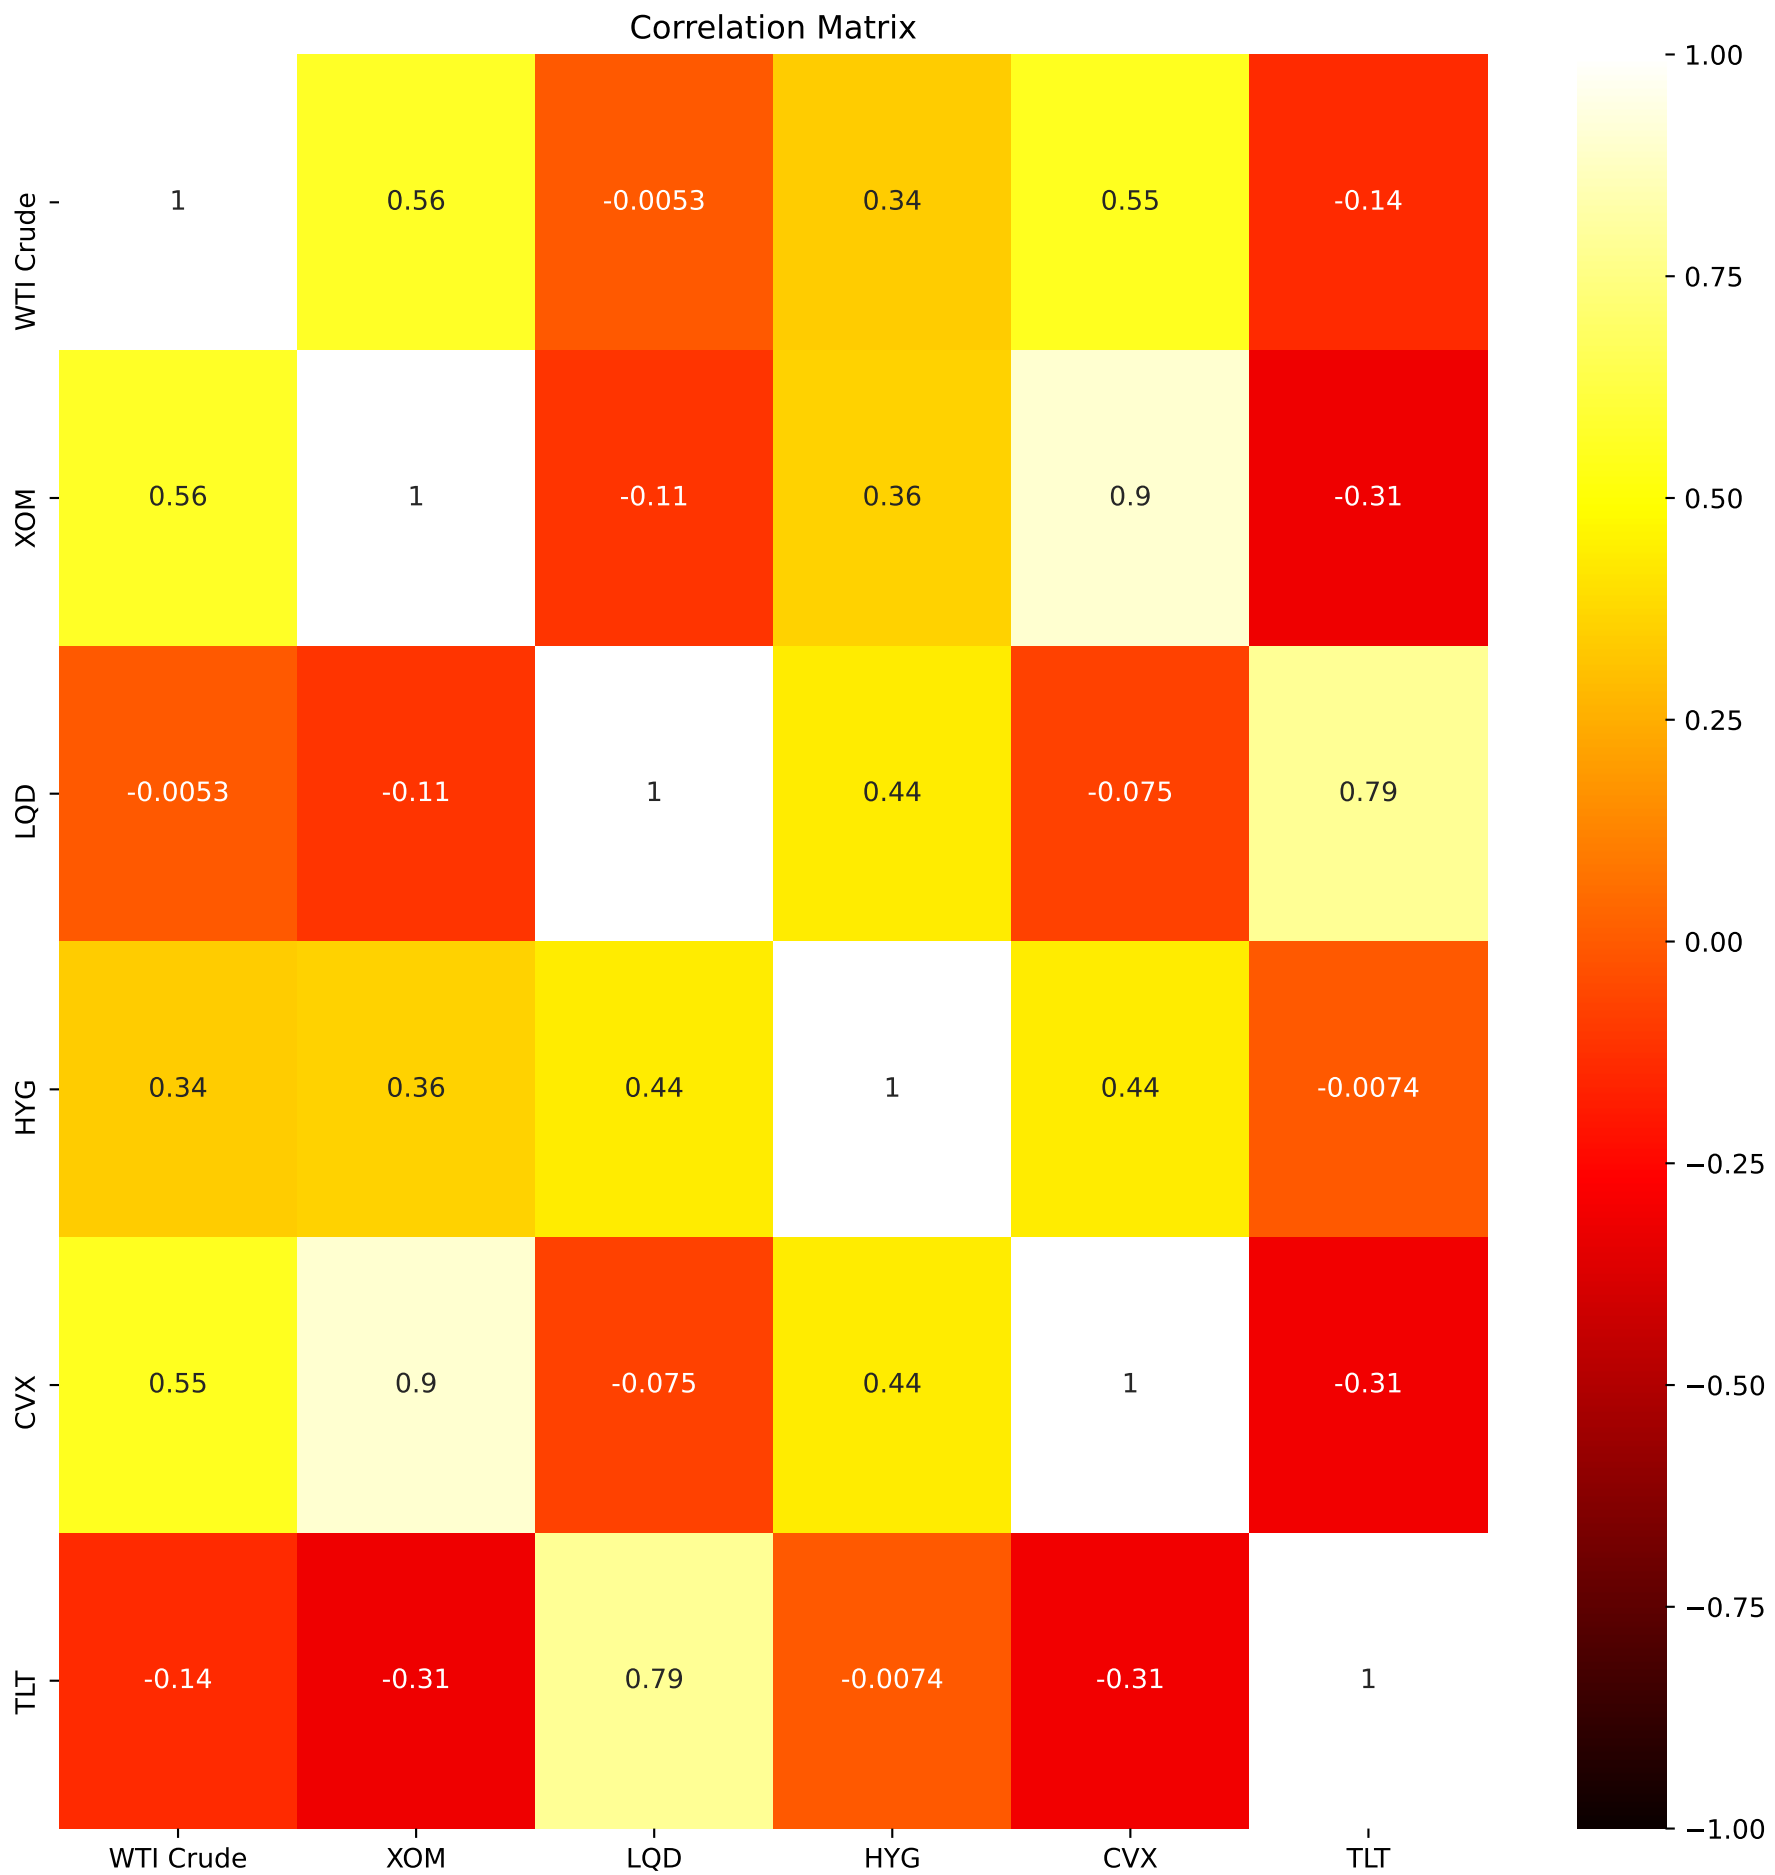 Correlation Matrix
WTI Crude 1 0.56 -0.0053 0.34 0.55 -0.14
XOM 0.56 1 -0.11 0.36 0.9 -0.31
LQD -0.0053 -0.11 1 0.44 -0.075 0.79
HYG 0.34 0.36 0.44 1 0.44 -0.0074
CVX 0.55 0.9 -0.075 0.44 1 -0.31
TLT -0.14 -0.31 0.79 -0.0074 -0.31 1
WTI Crude XOM LQD HYG CVX TLT
1.00
0.75
0.50
0.25
0.00
−0.25
−0.50
−0.75
−1.00